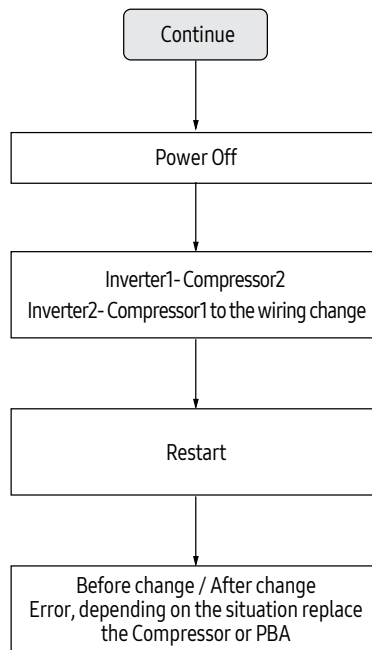 Continue
Power Off
Inverter1- Compressor2
Inverter2- Compressor1 to the wiring change
Restart
Before change / After change
Error, depending on the situation replace
the Compressor or PBA